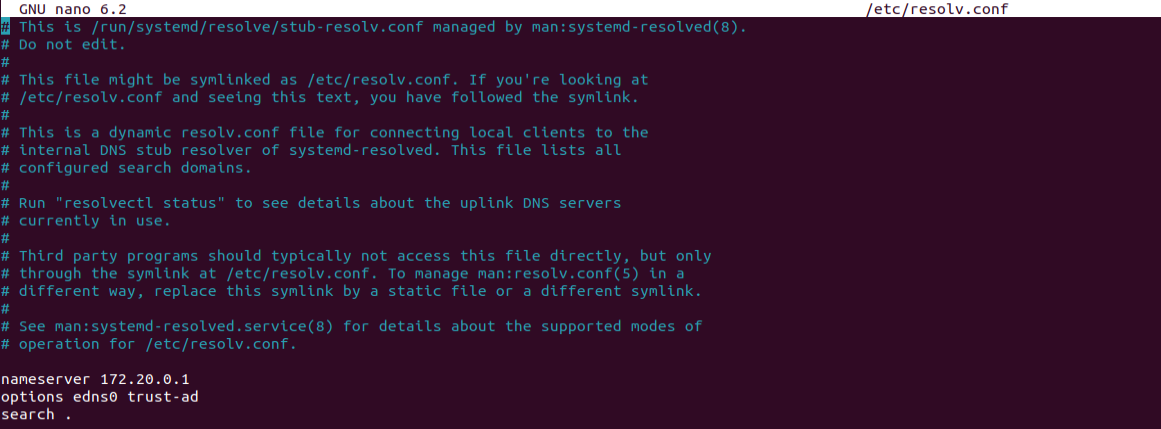 GNU nano 6.2 /etc/resolv.conf
# This is /run/systemd/resolve/stub-resolv.conf managed by man:systemd-resolved(8).
# Do not edit.
#
# This file might be symlinked as /etc/resolv.conf. If you're looking at
# /etc/resolv.conf and seeing this text, you have followed the symlink.
#
# This is a dynamic resolv.conf file for connecting local clients to the
# internal DNS stub resolver of systemd-resolved. This file lists all
# configured search domains.
#
# Run "resolvectl status" to see details about the uplink DNS servers
# currently in use.
#
# Third party programs should typically not access this file directly, but only
# through the symlink at /etc/resolv.conf. To manage man:resolv.conf(5) in a
# different way, replace this symlink by a static file or a different symlink.
#
# See man:systemd-resolved.service(8) for details about the supported modes of
# operation for /etc/resolv.conf.

nameserver 172.20.0.1
options edns0 trust-ad
search .